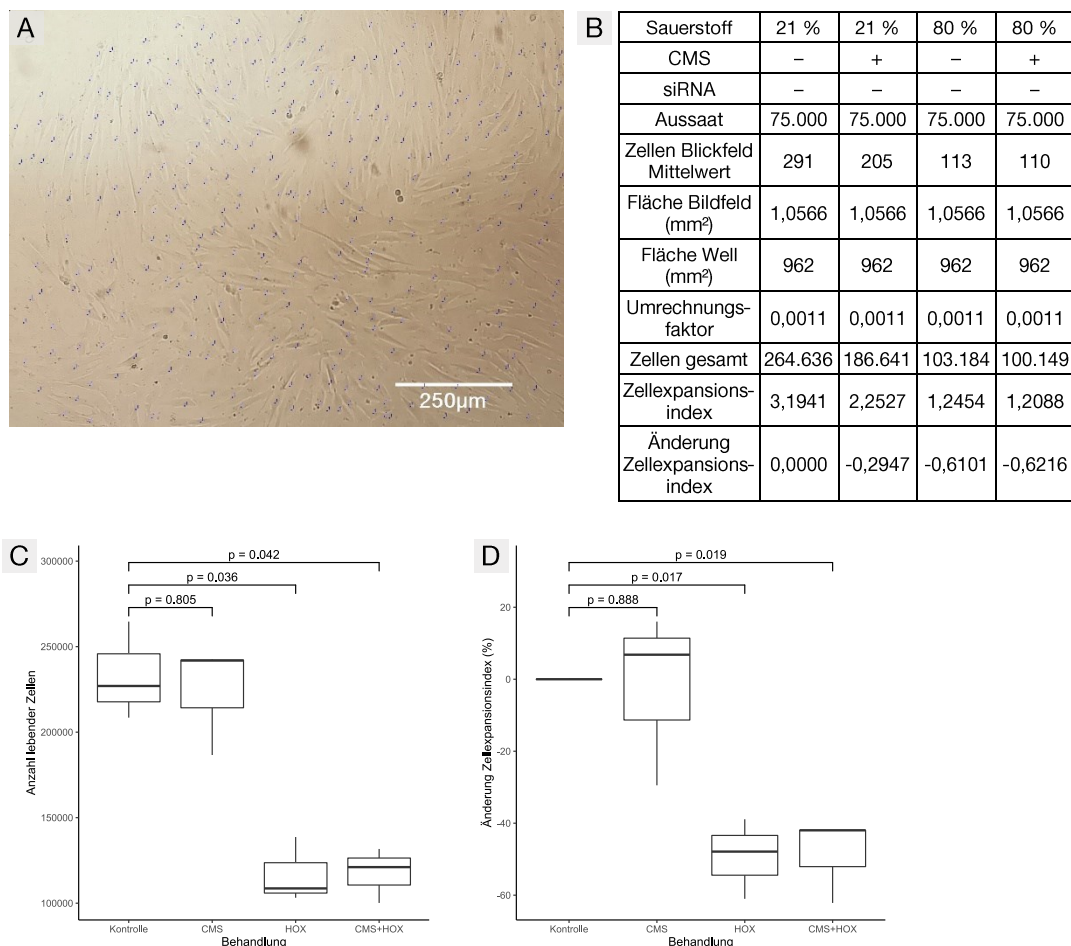 A
250µm
B
Sauerstoff 21 % 21 % 80 % 80 %
CMS – + – +
siRNA – – – –
Aussaat 75.000 75.000 75.000 75.000
Zellen Blickfeld
Mittelwert 291 205 113 110
Fläche Bildfeld
(mm²) 1,0566 1,0566 1,0566 1,0566
Fläche Well
(mm²) 962 962 962 962
Umrechnungs-
faktor 0,0011 0,0011 0,0011 0,0011
Zellen gesamt 264.636 186.641 103.184 100.149
Zellexpansions-
index 3,1941 2,2527 1,2454 1,2088
Änderung
Zellexpansions-
index 0,0000 -0,2947 -0,6101 -0,6216
C
p = 0.042
p = 0.036
p = 0.805
300000
250000
200000
150000
100000
Anzahl lebender Zellen
Kontrolle CMS HOX CMS+HOX
Behandlung
D
p = 0.019
p = 0.017
p = 0.888
20
0
-20
-40
-60
Änderung Zellexpansionsindex (%)
Kontrolle CMS HOX CMS+HOX
Behandlung